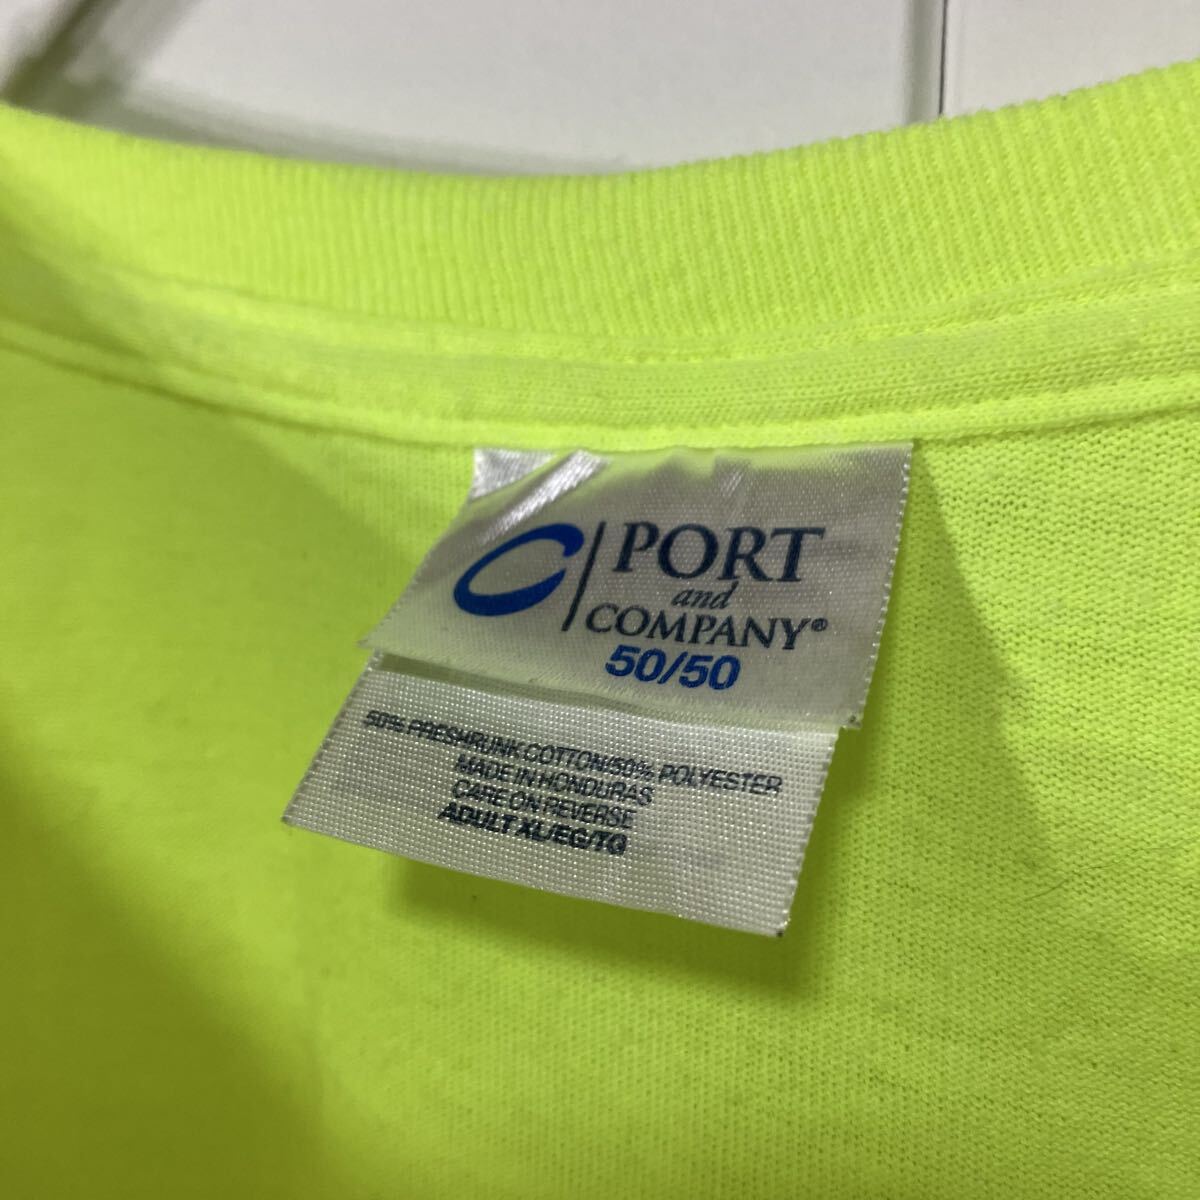 PORT
and
COMPANY®
50/50
50% PRESHRUNK COTTON/50% POLYESTER
MADE IN HONDURAS
CARE ON REVERSE
ADULT XL/EG/TG